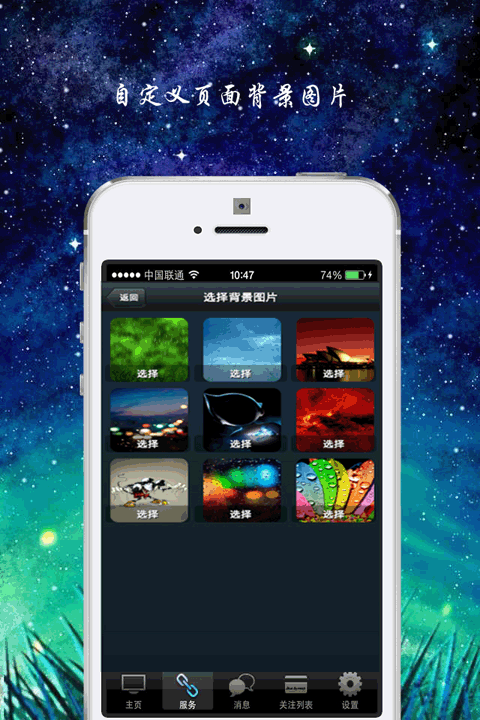 自定义页面背景图片
中国联通 10:47 74%
返回 选择背景图片
选择 选择 选择
选择 选择 选择
选择 选择 选择
主页 服务 消息 关注列表 设置